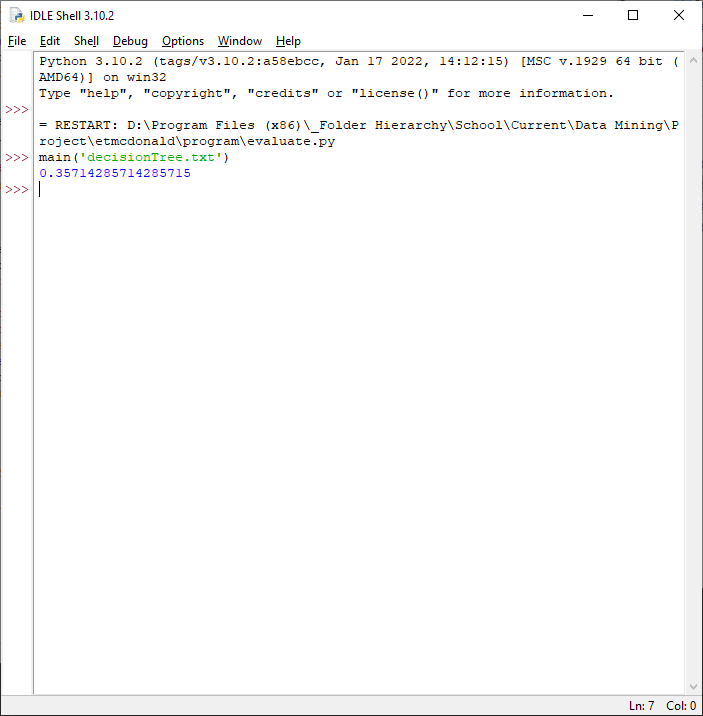 IDLE Shell 3.10.2
File Edit Shell Debug Options Window Help
Python 3.10.2 (tags/v3.10.2:a58ebcc, Jan 17 2022, 14:12:15) [MSC v.1929 64 bit (
AMD64)] on win32
Type "help", "copyright", "credits" or "license()" for more information.
>>>
= RESTART: D:\Program Files (x86)\_Folder Hierarchy\School\Current\Data Mining\P
roject\etmcdonald\program\evaluate.py
>>> main('decisionTree.txt')
0.35714285714285715
>>>
Ln: 7 Col: 0